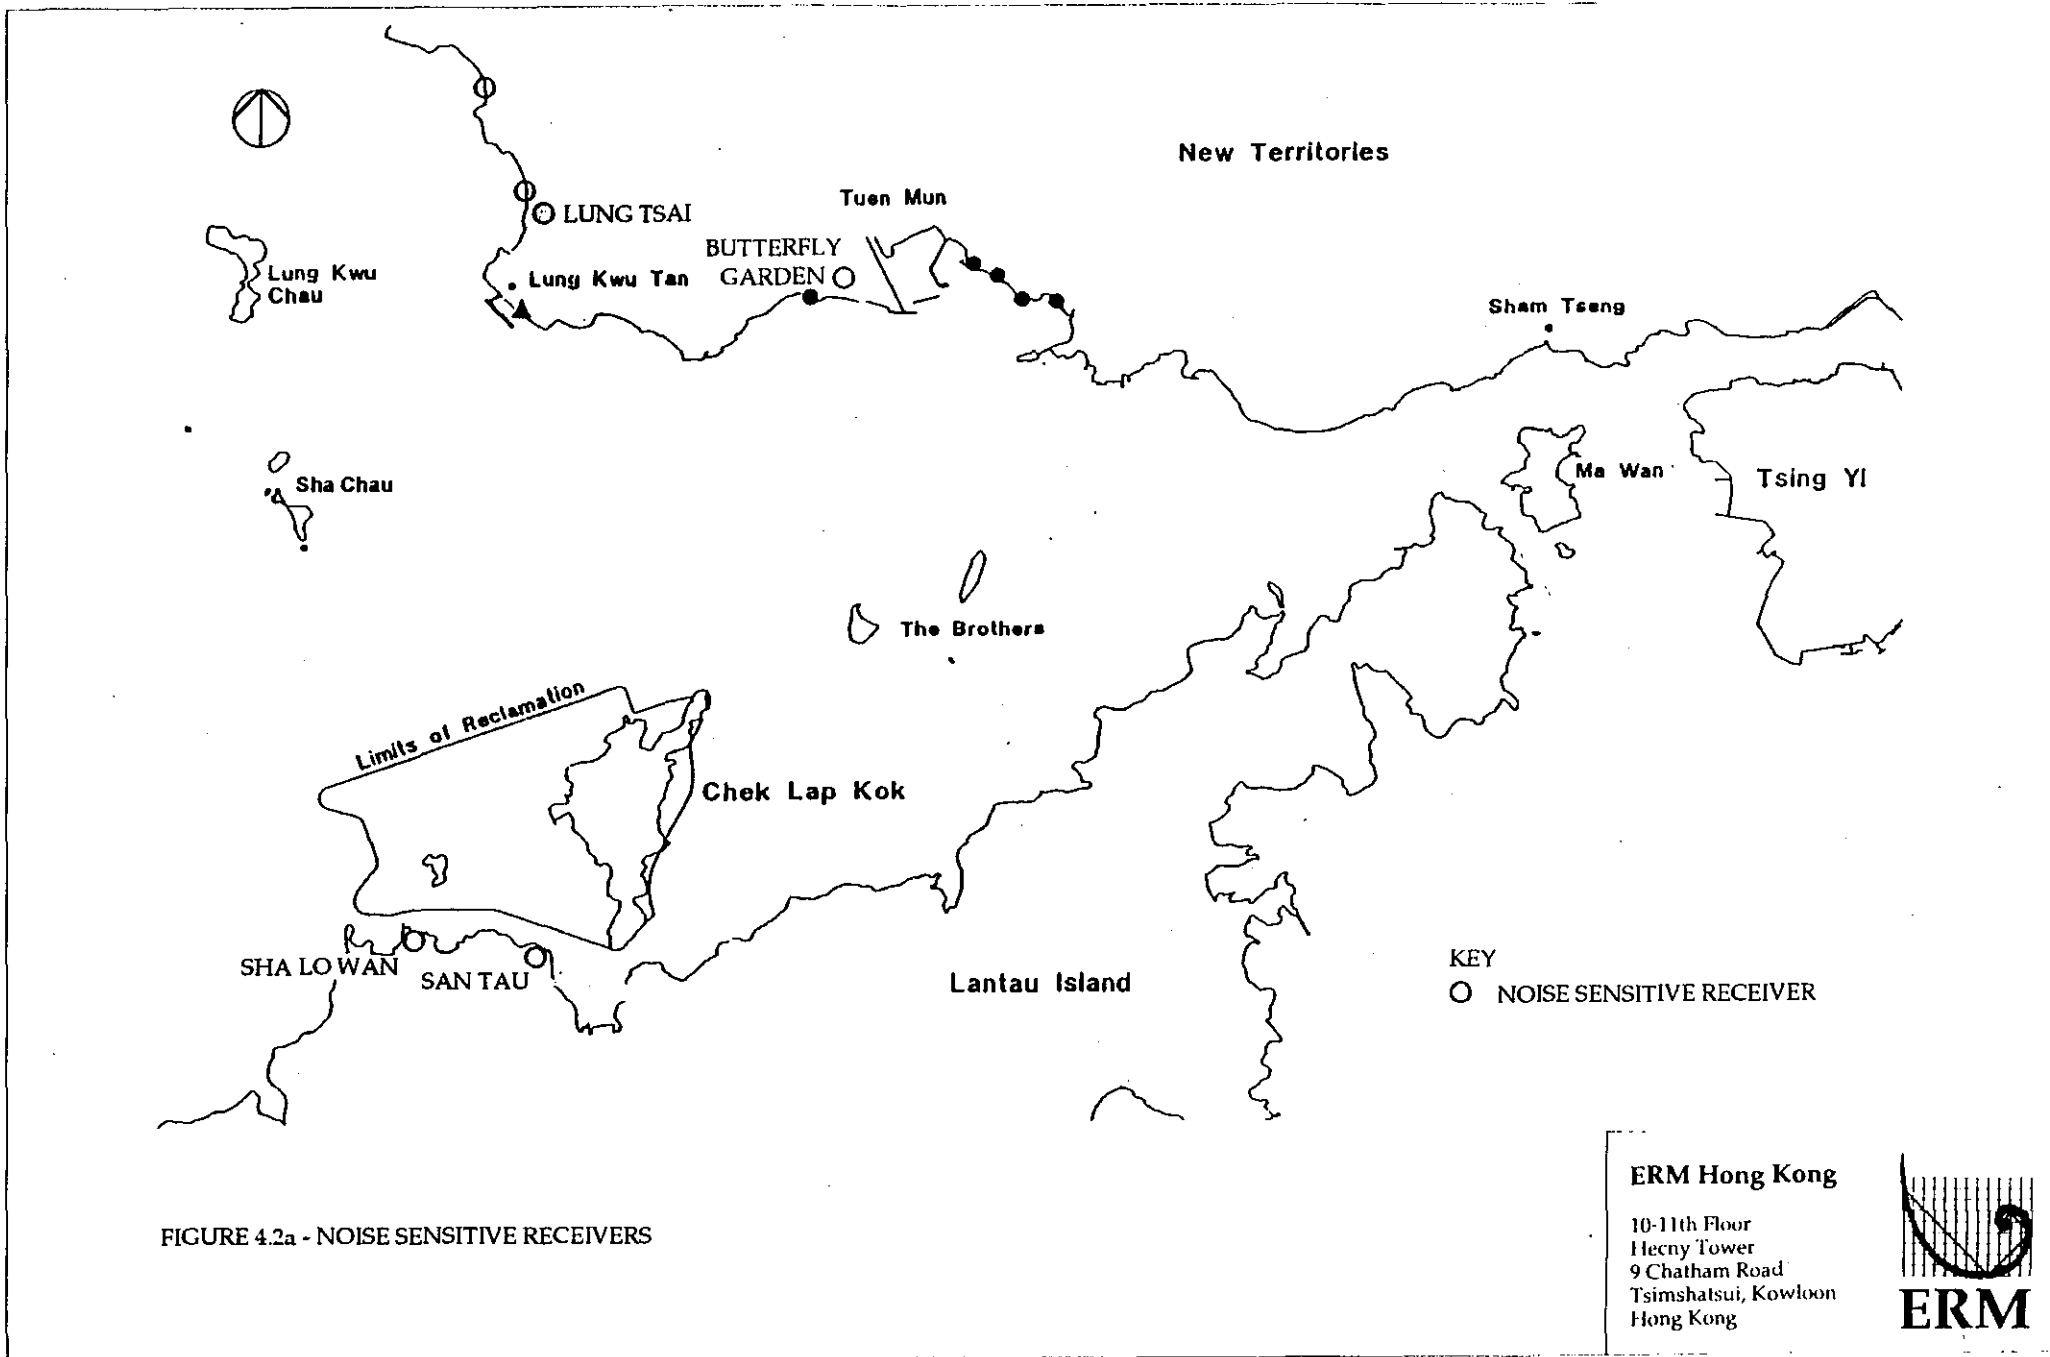 New Territories
Tuen Mun
LUNG TSAI
BUTTERFLY
GARDEN
Lung Kwu
Chau
Lung Kwu Tan
Sham Tseng
Sha Chau
Ma Wan
Tsing Yi
The Brothers
Limits of Reclamation
Chek Lap Kok
SHA LO WAN
SAN TAU
Lantau Island
KEY
NOISE SENSITIVE RECEIVER
FIGURE 4.2a - NOISE SENSITIVE RECEIVERS
ERM Hong Kong
10-11th Floor
Hecny Tower
9 Chatham Road
Tsimshatsui, Kowloon
Hong Kong
ERM